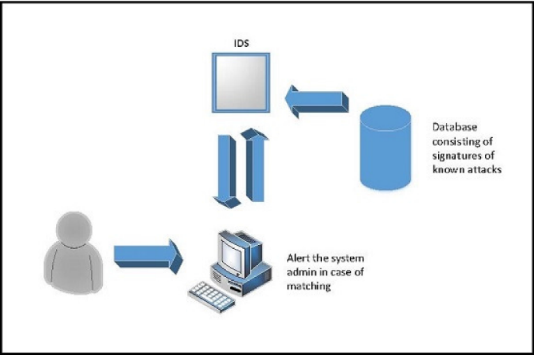 IDS
Database
consisting of
signatures of
known attacks
Alert the system
admin in case of
matching